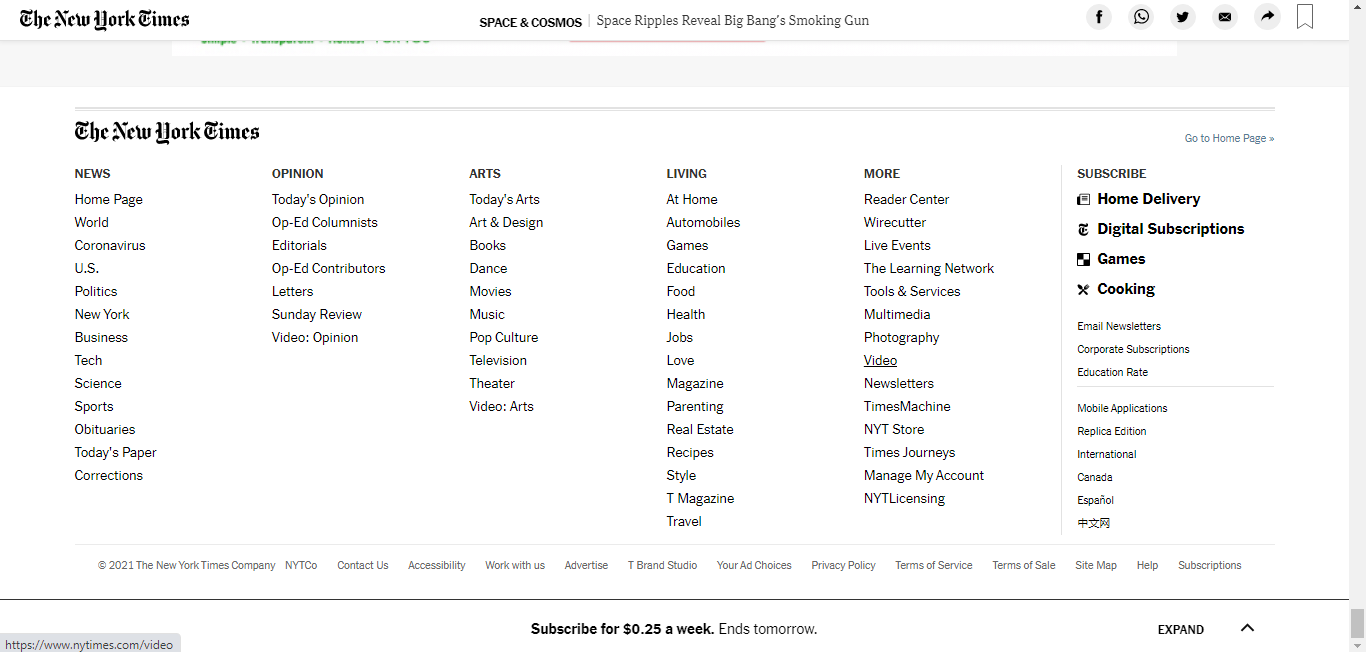 The New York Times
SPACE & COSMOS Space Ripples Reveal Big Bang's Smoking Gun
The New York Times
Go to Home Page »
NEWS
Home Page
World
Coronavirus
U.S.
Politics
New York
Business
Tech
Science
Sports
Obituaries
Today's Paper
Corrections
OPINION
Today's Opinion
Op-Ed Columnists
Editorials
Op-Ed Contributors
Letters
Sunday Review
Video: Opinion
ARTS
Today's Arts
Art & Design
Books
Dance
Movies
Music
Pop Culture
Television
Theater
Video: Arts
LIVING
At Home
Automobiles
Games
Education
Food
Health
Jobs
Love
Magazine
Parenting
Real Estate
Recipes
Style
T Magazine
Travel
MORE
Reader Center
Wirecutter
Live Events
The Learning Network
Tools & Services
Multimedia
Photography
Video
Newsletters
TimesMachine
NYT Store
Times Journeys
Manage My Account
NYTLicensing
SUBSCRIBE
Home Delivery
Digital Subscriptions
Games
Cooking
Email Newsletters
Corporate Subscriptions
Education Rate
Mobile Applications
Replica Edition
International
Canada
Español
中文网
© 2021 The New York Times Company NYTCo Contact Us Accessibility Work with us Advertise T Brand Studio Your Ad Choices Privacy Policy Terms of Service Terms of Sale Site Map Help Subscriptions
Subscribe for $0.25 a week. Ends tomorrow.
EXPAND
https://www.nytimes.com/video